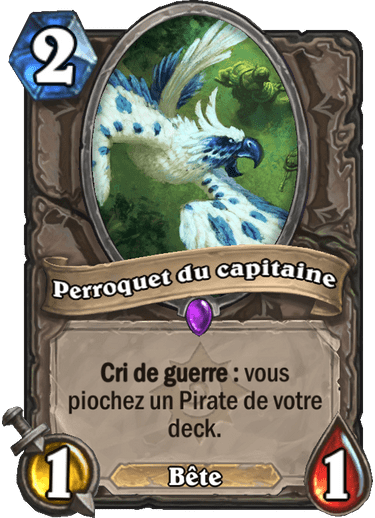 2
Perroquet du capitaine
Cri de guerre : vous
piochez un Pirate de votre
deck.
1
Bête
1